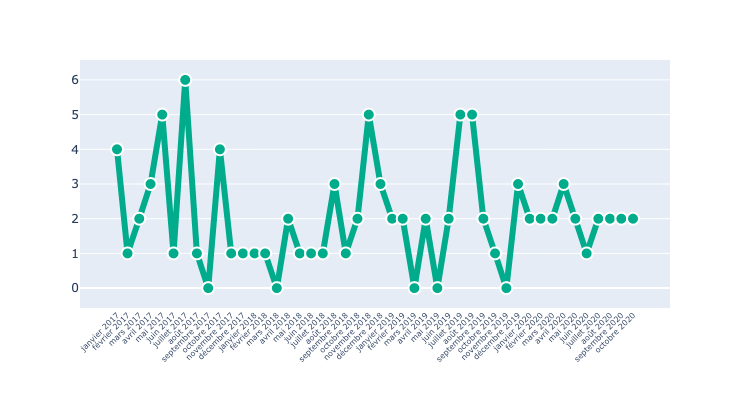 6
5
4
3
2
1
0
janvier 2017
février 2017
mars 2017
avril 2017
mai 2017
juin 2017
juillet 2017
août 2017
septembre 2017
octobre 2017
novembre 2017
décembre 2017
janvier 2018
février 2018
mars 2018
avril 2018
mai 2018
juin 2018
juillet 2018
août 2018
septembre 2018
octobre 2018
novembre 2018
décembre 2018
janvier 2019
février 2019
mars 2019
avril 2019
mai 2019
juin 2019
juillet 2019
août 2019
septembre 2019
octobre 2019
novembre 2019
décembre 2019
janvier 2020
février 2020
mars 2020
avril 2020
mai 2020
juin 2020
juillet 2020
août 2020
septembre 2020
octobre 2020